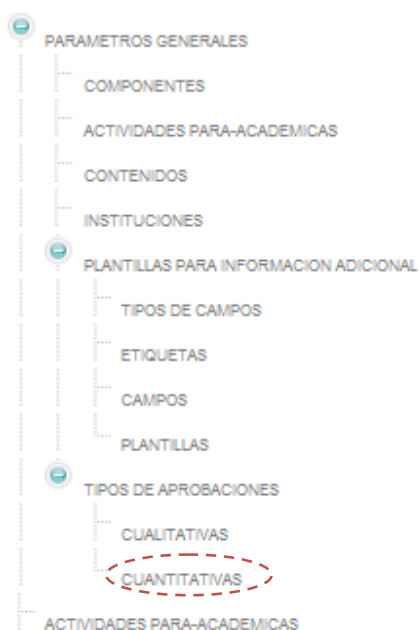 PARAMETROS GENERALES
COMPONENTES
ACTIVIDADES PARA-ACADEMICAS
CONTENIDOS
INSTITUCIONES
PLANTILLAS PARA INFORMACION ADICIONAL
TIPOS DE CAMPOS
ETIQUETAS
CAMPOS
PLANTILLAS
TIPOS DE APROBACIONES
CUALITATIVAS
CUANTITATIVAS
ACTIVIDADES PARA-ACADEMICAS